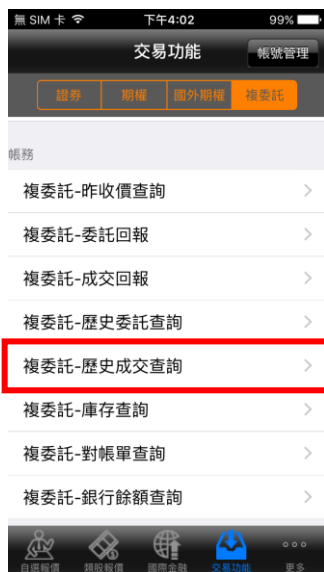 無 SIM 卡 下午4:02 99%
交易功能 帳號管理
證券 期權 國外期權 複委託
帳務
複委託-昨收價查詢
複委託-委託回報
複委託-成交回報
複委託-歷史委託查詢
複委託-歷史成交查詢
複委託-庫存查詢
複委託-對帳單查詢
複委託-銀行餘額查詢
自選報價 類股報價 國際金融 交易功能 更多